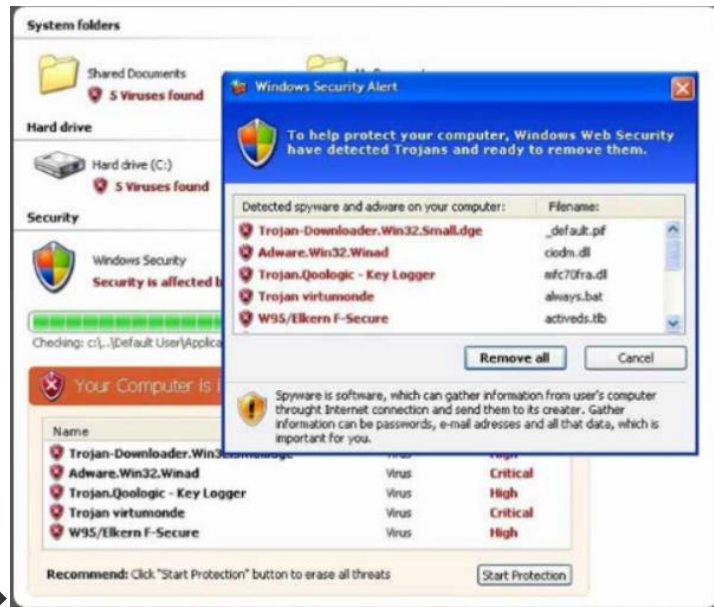 System folders
Shared Documents
5 Viruses found
Hard drive
Hard drive (C:)
5 Viruses found
Security
Windows Security
Security is affected b
Checking: c:\..\Default User\Applica
Your Computer is i
Name
Trojan-Downloader.Win32.Small.dge Virus High
Adware.Win32.Winad Virus Critical
Trojan.Qoologic - Key Logger Virus High
Trojan virtumonde Virus Critical
W95/Elkern F-Secure Virus High
Recommend: Click "Start Protection" button to erase all threats
Start Protection
Windows Security Alert
To help protect your computer, Windows Web Security
have detected Trojans and ready to remove them.
Detected spyware and adware on your computer: Filename:
Trojan-Downloader.Win32.Small.dge _default.pf
Adware.Win32.Winad ciodm.dll
Trojan.Qoologic - Key Logger mfc70fra.dll
Trojan virtumonde always.bat
W95/Elkern F-Secure activeds.tlb
Remove all Cancel
Spyware is software, which can gather information from user's computer
throught Internet connection and send them to its creater. Gather
information can be passwords, e-mail adresses and all that data, which is
important for you.